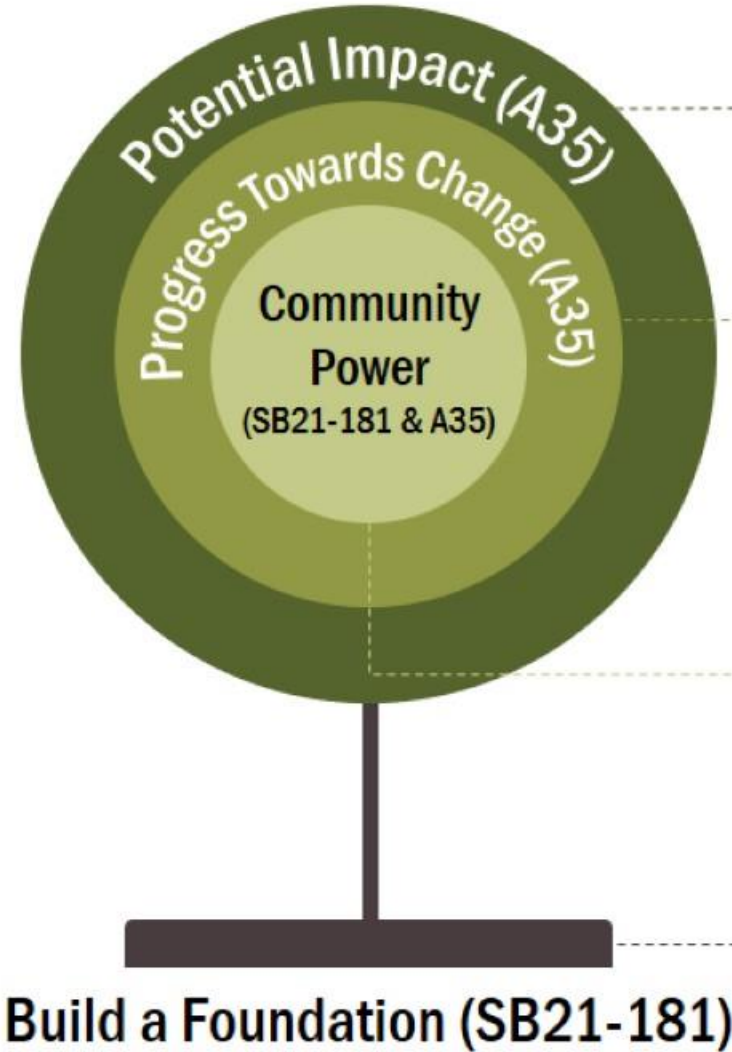 Potential Impact (A35)
Progress Towards Change (A35)
Community
Power
(SB21-181 & A35)
Build a Foundation (SB21-181)